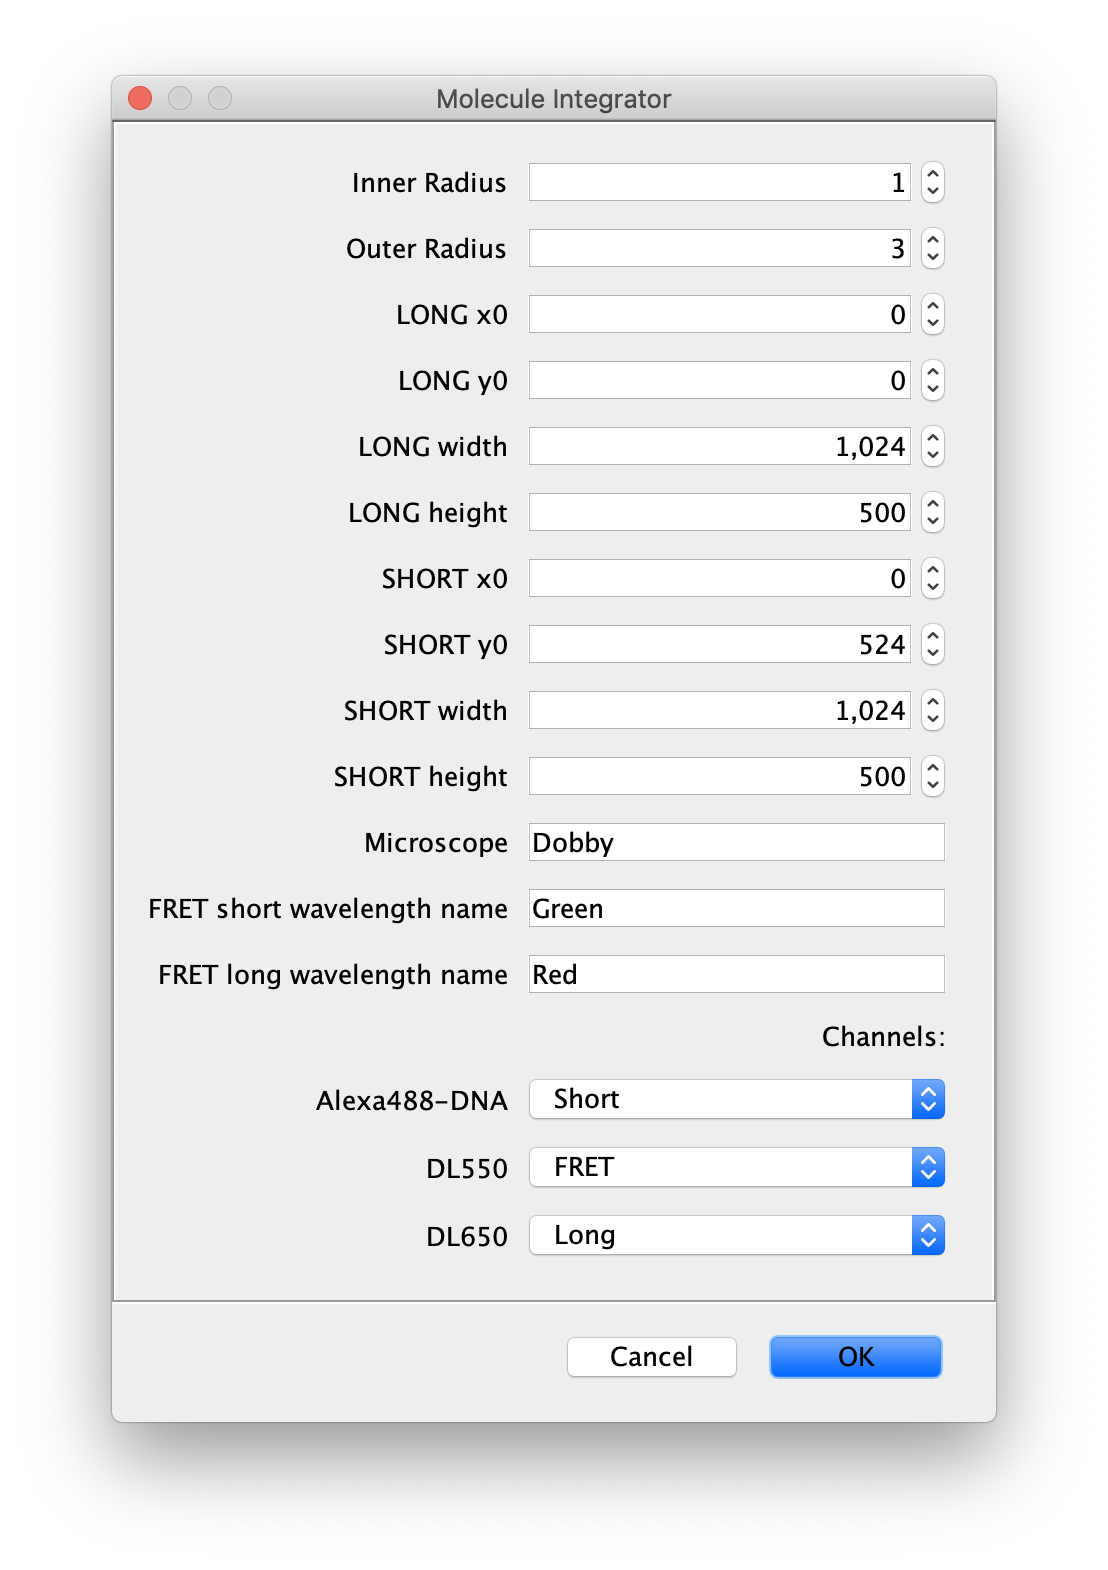 Molecule Integrator
Inner Radius 1
Outer Radius 3
LONG x0 0
LONG y0 0
LONG width 1,024
LONG height 500
SHORT x0 0
SHORT y0 524
SHORT width 1,024
SHORT height 500
Microscope Dobby
FRET short wavelength name Green
FRET long wavelength name Red
Channels:
Alexa488-DNA Short
DL550 FRET
DL650 Long
Cancel OK